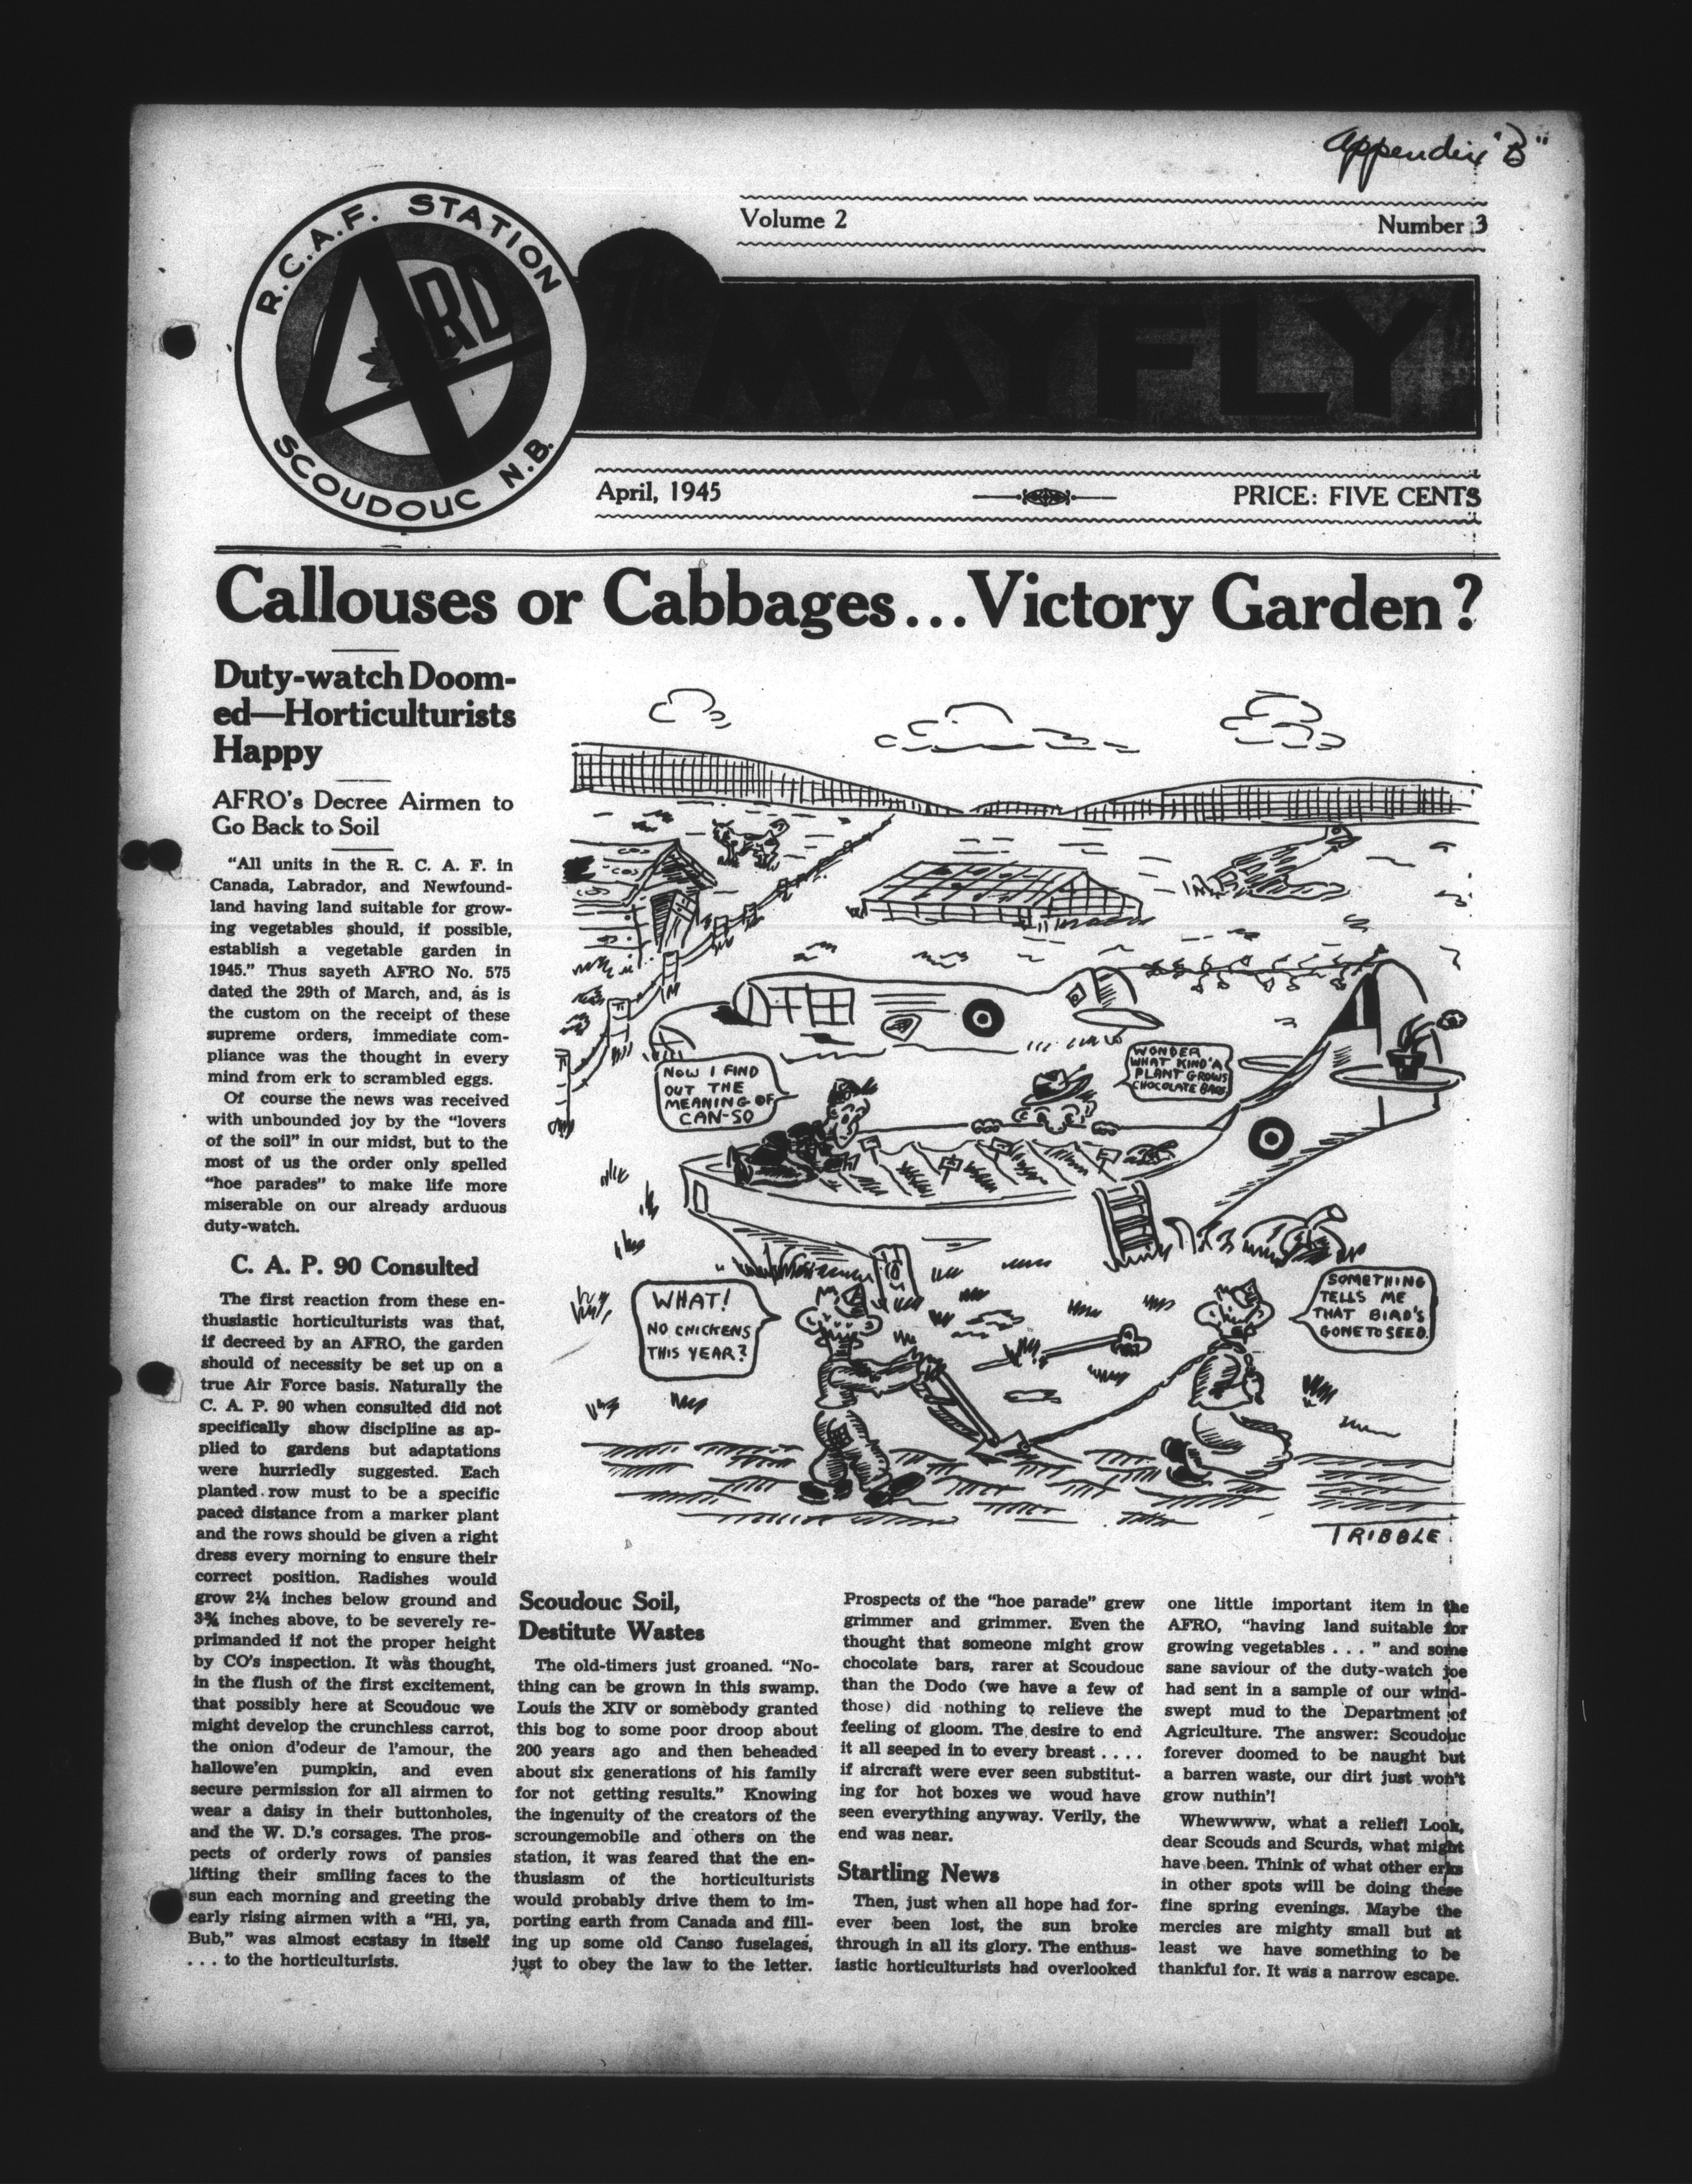 Appendix "B"
Volume 2
Number 3
R.C.A.F. STATION
4 RD
SCOUDOUC N.B.
The
MAYFLY
April, 1945
PRICE: FIVE CENTS
Callouses or Cabbages...Victory Garden?
Duty-watch Doom-
ed—Horticulturists
Happy
AFRO's Decree Airmen to
Go Back to Soil
"All units in the R. C. A. F. in
Canada, Labrador, and Newfound-
land having land suitable for grow-
ing vegetables should, if possible,
establish a vegetable garden in
1945." Thus sayeth AFRO No. 575
dated the 29th of March, and, as is
the custom on the receipt of these
supreme orders, immediate com-
pliance was the thought in every
mind from erk to scrambled eggs.
Of course the news was received
with unbounded joy by the "lovers
of the soil" in our midst, but to the
most of us the order only spelled
"hoe parades" to make life more
miserable on our already arduous
duty-watch.
C. A. P. 90 Consulted
The first reaction from these en-
thusiastic horticulturists was that,
if decreed by an AFRO, the garden
should of necessity be set up on a
true Air Force basis. Naturally the
C. A. P. 90 when consulted did not
specifically show discipline as ap-
plied to gardens but adaptations
were hurriedly suggested. Each
planted row must to be a specific
paced distance from a marker plant
and the rows should be given a right
dress every morning to ensure their
correct position. Radishes would
grow 2¼ inches below ground and
3¾ inches above, to be severely re-
primanded if not the proper height
by CO's inspection. It was thought,
in the flush of the first excitement,
that possibly here at Scoudouc we
might develop the crunchless carrot,
the onion d'odeur de l'amour, the
hallowe'en pumpkin, and even
secure permission for all airmen to
wear a daisy in their buttonholes,
and the W. D.'s corsages. The pros-
pects of orderly rows of pansies
lifting their smiling faces to the
sun each morning and greeting the
early rising airmen with a "Hi, ya,
Bub," was almost ecstasy in itself
. . . to the horticulturists.
NOW I FIND
OUT THE
MEANING OF
CAN-SO
WONDER
WHAT KIND'A
PLANT GROWS
CHOCOLATE BARS
WHAT!
NO CHICKENS
THIS YEAR?
SOMETHING
TELLS ME
THAT BIRD'S
GONE TO SEED.
TRIBBLE
Scoudouc Soil,
Destitute Wastes
The old-timers just groaned. "No-
thing can be grown in this swamp.
Louis the XIV or somebody granted
this bog to some poor droop about
200 years ago and then beheaded
about six generations of his family
for not getting results." Knowing
the ingenuity of the creators of the
scroungemobile and others on the
station, it was feared that the en-
thusiasm of the horticulturists
would probably drive them to im-
porting earth from Canada and fill-
ing up some old Canso fuselages,
just to obey the law to the letter.
Prospects of the "hoe parade" grew
grimmer and grimmer. Even the
thought that someone might grow
chocolate bars, rarer at Scoudouc
than the Dodo (we have a few of
those) did nothing to relieve the
feeling of gloom. The desire to end
it all seeped in to every breast . . . .
if aircraft were ever seen substitut-
ing for hot boxes we woud have
seen everything anyway. Verily, the
end was near.
Startling News
Then, just when all hope had for-
ever been lost, the sun broke
through in all its glory. The enthus-
iastic horticulturists had overlooked
one little important item in the
AFRO, "having land suitable for
growing vegetables . . . " and some
sane saviour of the duty-watch joe
had sent in a sample of our wind-
swept mud to the Department of
Agriculture. The answer: Scoudouc
forever doomed to be naught but
a barren waste, our dirt just won't
grow nuthin'!
Whewwww, what a relief! Look,
dear Scouds and Scurds, what might
have been. Think of what other erks
in other spots will be doing these
fine spring evenings. Maybe the
mercies are mighty small but at
least we have something to be
thankful for. It was a narrow escape.